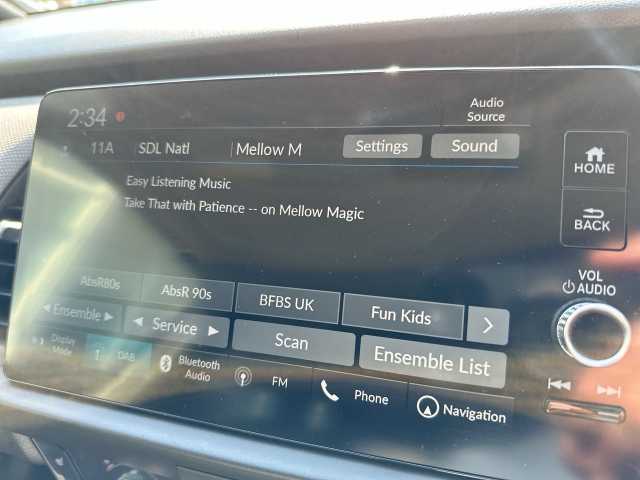 2:34
Audio
Source
11A SDL Natl Mellow M Settings Sound
Easy Listening Music
Take That with Patience -- on Mellow Magic
HOME
BACK
VOL
AUDIO
AbsR80s AbsR 90s BFBS UK Fun Kids
Ensemble Service Scan Ensemble List
Display
Mode
DAB
Bluetooth
Audio
FM
Phone
Navigation